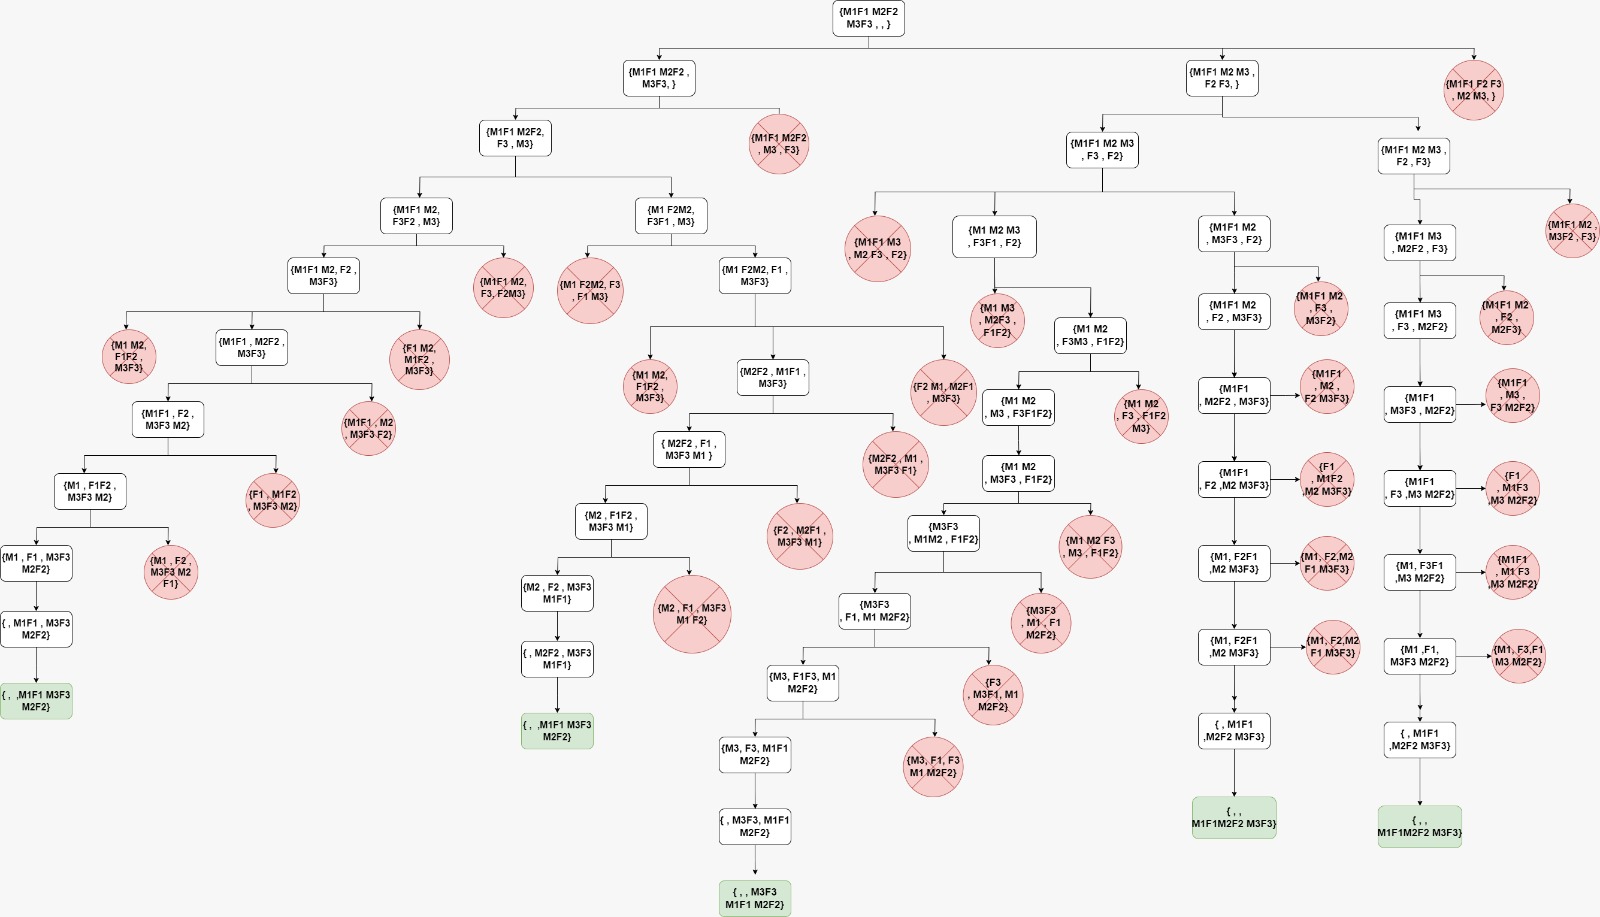 {M1F1 M2F2
M3F3 , , }
{M1F1 M2F2 ,
M3F3, }
{M1F1 M2 M3 ,
F2 F3, }
{M1F1 F2 F3
, M2 M3, }
{M1F1 M2F2,
F3 , M3}
{M1F1 M2F2
, M3 , F3}
{M1F1 M2 M3
, F3 , F2}
{M1F1 M2 M3 ,
F2 , F3}
{M1F1 M2,
F3F2 , M3}
{M1 F2M2,
F3F1 , M3}
{M1F1 M3
, M2 F3 , F2}
{M1 M2 M3
, F3F1 , F2}
{M1F1 M2
, M3F3 , F2}
{M1F1 M3
, M2F2 , F3}
{M1F1 M2 ,
M3F2 , F3}
{M1F1 M2, F2 ,
M3F3}
{M1F1 M2,
F3, F2M3}
{M1 F2M2, F3
, F1 M3}
{M1 F2M2, F1 ,
M3F3}
{M1 M3
, M2F3 ,
F1F2}
{M1 M2
, F3M3 , F1F2}
{M1F1 M2
, F2 , M3F3}
{M1F1 M2
, F3 ,
M3F2}
{M1F1 M3
, F3 , M2F2}
{M1F1 M2
, F2 ,
M2F3}
{M1 M2,
F1F2 ,
M3F3}
{M1F1 , M2F2 ,
M3F3}
{F1 M2,
M1F2 ,
M3F3}
{M1 M2,
F1F2 ,
M3F3}
{M2F2 , M1F1 ,
M3F3}
{F2 M1, M2F1
, M3F3}
{M1 M2
, M3 , F3F1F2}
{M1 M2
, F3 , F1F2
M3}
{M1F1
, M2F2 , M3F3}
{M1F1
, M2 ,
F2 M3F3}
{M1F1
, M3F3 , M2F2}
{M1F1
, M3 ,
F3 M2F2}
{M1F1 , F2 ,
M3F3 M2}
{M1F1 , M2
, M3F3 F2}
{ M2F2 , F1 ,
M3F3 M1 }
{M2F2 , M1 ,
M3F3 F1}
{M1 M2
, M3F3 , F1F2}
{M1F1
, F2 ,M2 M3F3}
{F1
, M1F2
,M2 M3F3}
{M1F1
, F3 ,M3 M2F2}
{F1
, M1F3
,M3 M2F2}
{M1 , F1F2 ,
M3F3 M2}
{F1 , M1F2
, M3F3 M2}
{M2 , F1F2 ,
M3F3 M1}
{F2 , M2F1 ,
M3F3 M1}
{M3F3
, M1M2 , F1F2}
{M1 M2 F3
, M3 , F1F2}
{M1, F2F1
,M2 M3F3}
{M1, F2,M2
F1 M3F3}
{M1, F3F1
,M3 M2F2}
{M1F1
, M1 F3
,M3 M2F2}
{M1 , F1 , M3F3
M2F2}
{M1 , F2 ,
M3F3 M2
F1}
{M2 , F2 , M3F3
M1F1}
{M2 , F1 , M3F3
M1 F2}
{M3F3
, F1, M1 M2F2}
{M3F3
, M1 , F1
M2F2}
{M1, F2F1
,M2 M3F3}
{M1, F2,M2
F1 M3F3}
{M1 ,F1,
M3F3 M2F2}
{M1, F3,F1
M3 M2F2}
{ , M1F1 , M3F3
M2F2}
{ , M2F2 , M3F3
M1F1}
{M3, F1F3, M1
M2F2}
{F3
, M3F1, M1
M2F2}
{ , ,M1F1 M3F3
M2F2}
{ , ,M1F1 M3F3
M2F2}
{M3, F3, M1F1
M2F2}
{M3, F1, F3
M1 M2F2}
{ , M1F1
,M2F2 M3F3}
{ , M1F1
,M2F2 M3F3}
{ , M3F3, M1F1
M2F2}
{ , ,
M1F1M2F2 M3F3}
{ , ,
M1F1M2F2 M3F3}
{ , , M3F3
M1F1 M2F2}